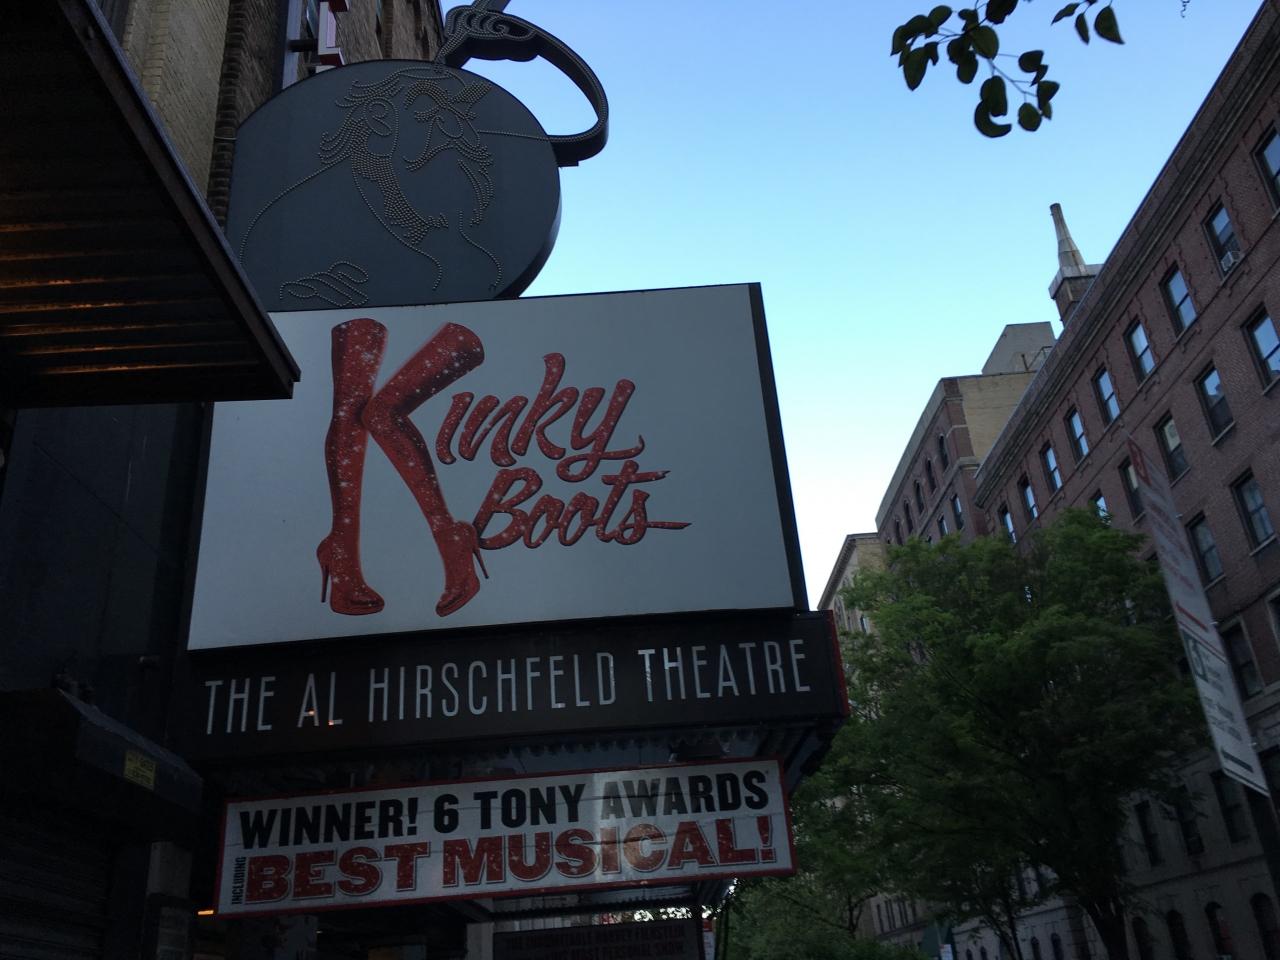 Kinky
Boots
THE AL HIRSCHFELD THEATRE
WINNER! 6 TONY AWARDS
INCLUDING
BEST MUSICAL!